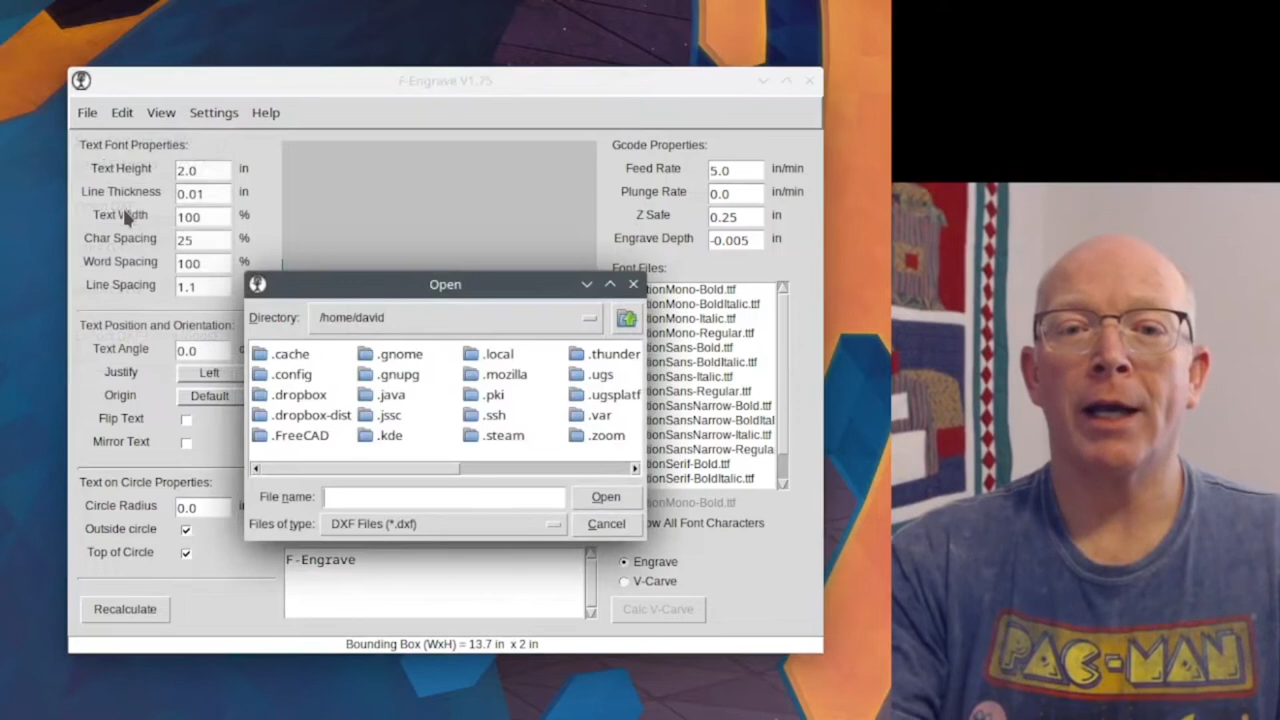 F-Engrave V1.75
File Edit View Settings Help
Text Font Properties:
Text Height 2.0 in
Line Thickness 0.01 in
Text Width 100 %
Char Spacing 25 %
Word Spacing 100 %
Line Spacing 1.1
Text Position and Orientation:
Text Angle 0.0
Justify Left
Origin Default
Flip Text
Mirror Text
Text on Circle Properties:
Circle Radius 0.0
Outside circle
Top of Circle
Recalculate
Open
Directory: /home/david
.cache .gnome .local .thunder
.config .gnupg .mozilla .ugs
.dropbox .java .pki .ugsplatf
.dropbox-dist .jssc .ssh .var
.FreeCAD .kde .steam .zoom
File name: Open
Files of type: DXF Files (*.dxf) Cancel
F-Engrave
Gcode Properties:
Feed Rate 5.0 in/min
Plunge Rate 0.0 in/min
Z Safe 0.25 in
Engrave Depth -0.005 in
Font Files:
tionMono-Bold.ttf
tionMono-BoldItalic.ttf
tionMono-Italic.ttf
tionMono-Regular.ttf
tionSans-Bold.ttf
tionSans-BoldItalic.ttf
tionSans-Italic.ttf
tionSans-Regular.ttf
tionSansNarrow-Bold.ttf
tionSansNarrow-BoldItal
tionSansNarrow-Italic.ttf
tionSansNarrow-Regula
tionSerif-Bold.ttf
tionSerif-BoldItalic.ttf
tionMono-Bold.ttf
ow All Font Characters
Engrave
V-Carve
Calc V-Carve
Bounding Box (WxH) = 13.7 in x 2 in
PAC-MAN